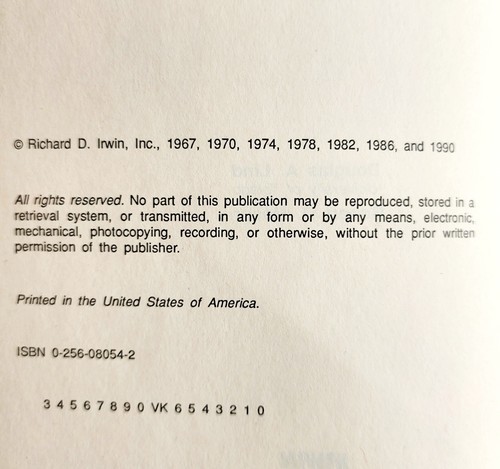 © Richard D. Irwin, Inc., 1967, 1970, 1974, 1978, 1982, 1986, and 1990
All rights reserved. No part of this publication may be reproduced, stored in a
retrieval system, or transmitted, in any form or by any means, electronic,
mechanical, photocopying, recording, or otherwise, without the prior written
permission of the publisher.
Printed in the United States of America.
ISBN 0-256-08054-2
3 4 5 6 7 8 9 0 VK 6 5 4 3 2 1 0